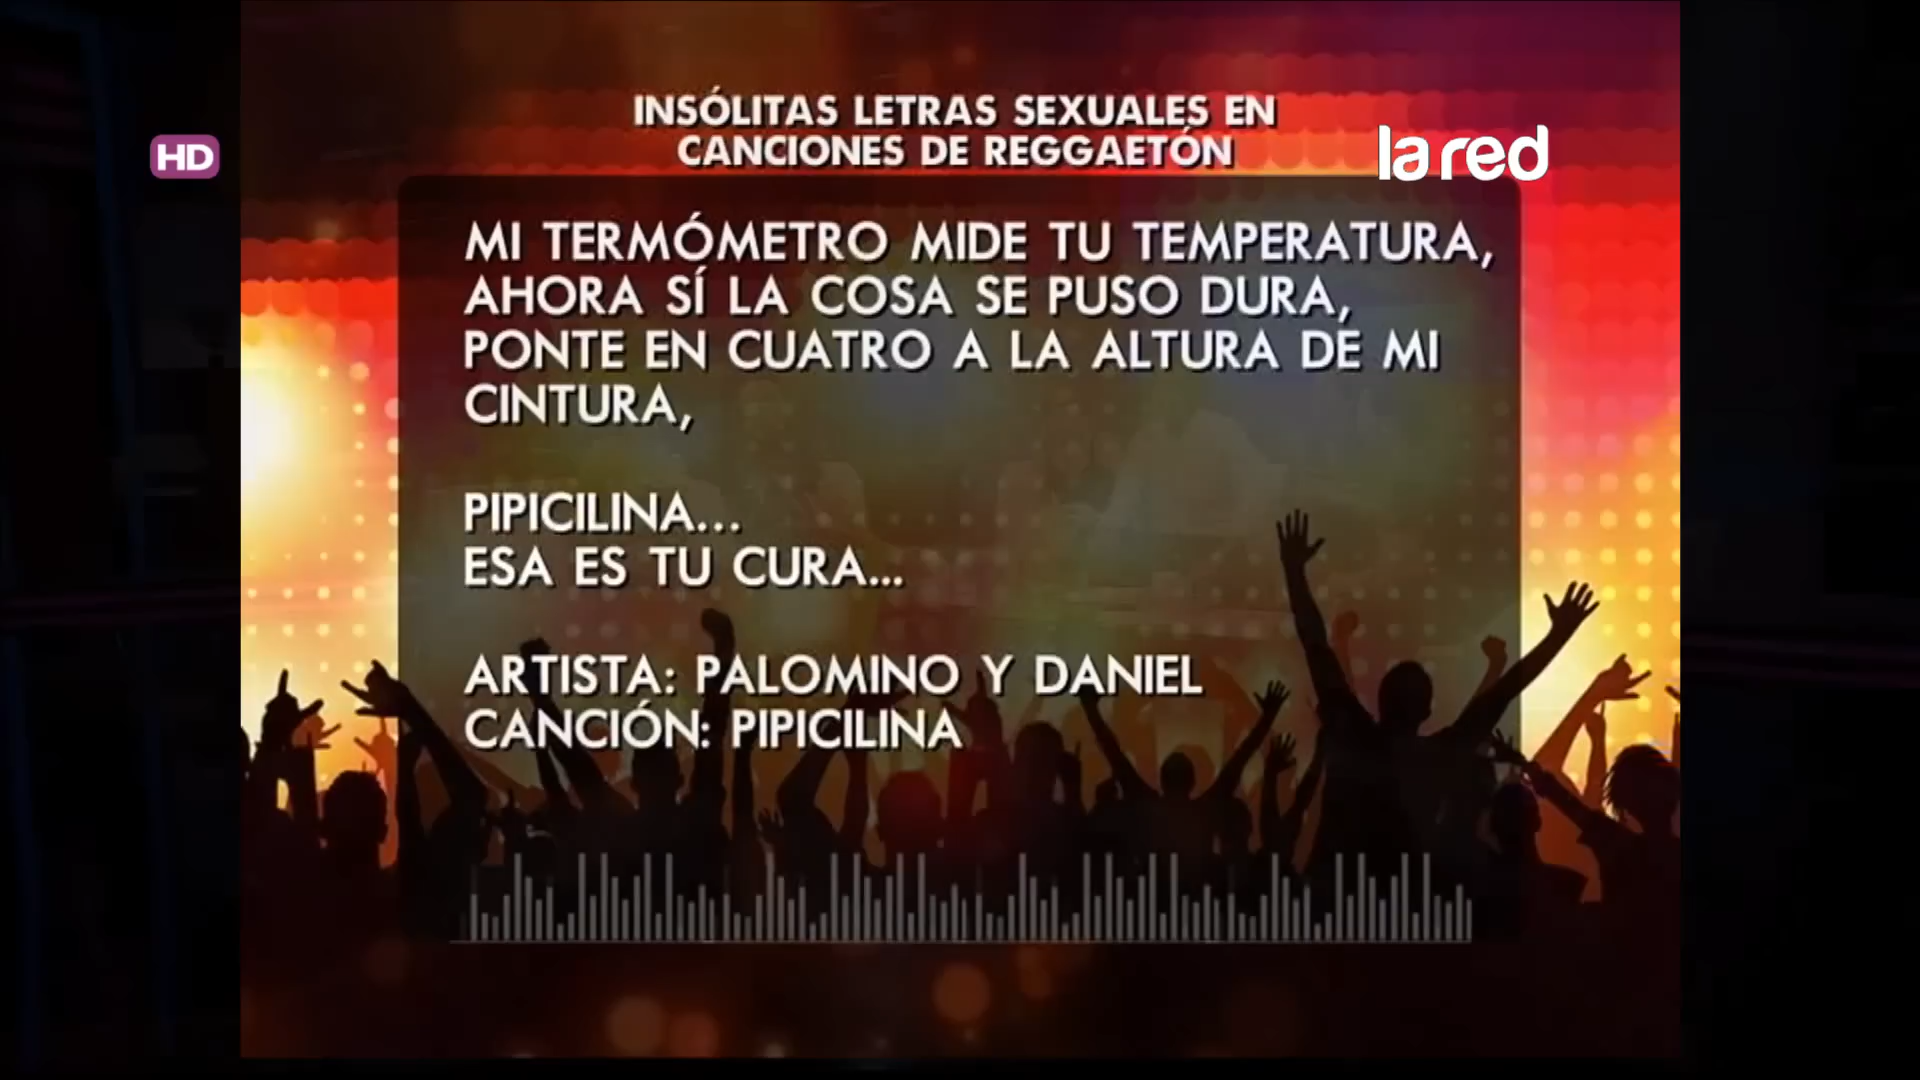 INSÓLITAS LETRAS SEXUALES EN
CANCIONES DE REGGAETÓN
HD
la red
MI TERMÓMETRO MIDE TU TEMPERATURA,
AHORA SÍ LA COSA SE PUSO DURA,
PONTE EN CUATRO A LA ALTURA DE MI
CINTURA,
PIPICILINA...
ESA ES TU CURA...
ARTISTA: PALOMINO Y DANIEL
CANCIÓN: PIPICILINA